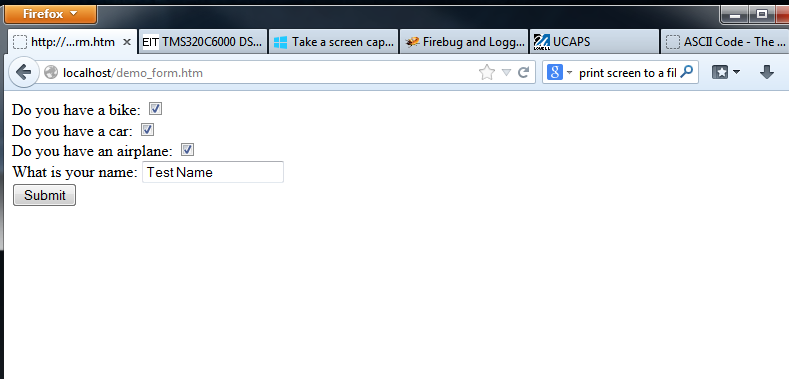 Firefox
http://...rm.htm
EIT TMS320C6000 DS...
Take a screen cap...
Firebug and Logg...
UCAPS
ASCII Code - The ...
localhost/demo_form.htm
g print screen to a fil
Do you have a bike:
Do you have a car:
Do you have an airplane:
What is your name: Test Name
Submit